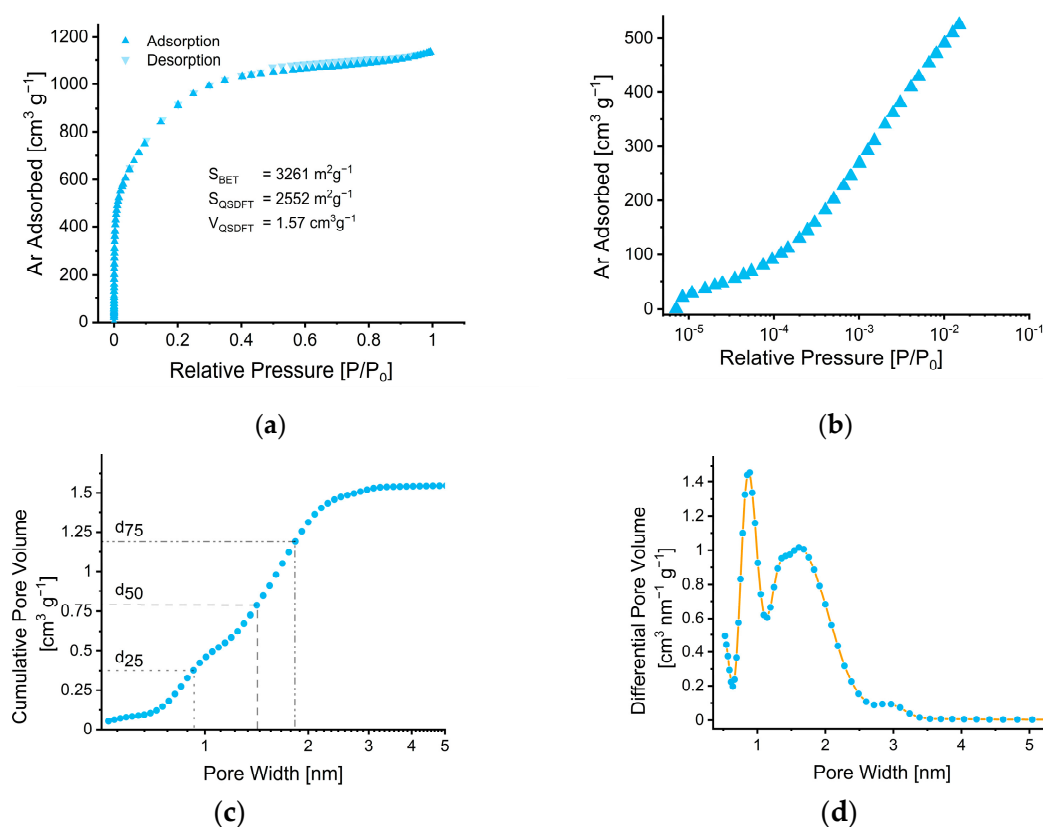 1200
1000
800
600
400
200
0
Ar Adsorbed [cm³ g⁻¹]
Adsorption
Desorption
S_BET = 3261 m²g⁻¹
S_QSDFT = 2552 m²g⁻¹
V_QSDFT = 1.57 cm³g⁻¹
0 0.2 0.4 0.6 0.8 1
Relative Pressure [P/P₀]
(a)
500
400
300
200
100
0
Ar Adsorbed [cm³ g⁻¹]
10⁻⁵ 10⁻⁴ 10⁻³ 10⁻² 10⁻¹
Relative Pressure [P/P₀]
(b)
1.5
1.25
1
0.75
0.5
0.25
0
Cumulative Pore Volume
[cm³ g⁻¹]
d75
d50
d25
1 2 3 4 5
Pore Width [nm]
(c)
1.4
1.2
1
0.8
0.6
0.4
0.2
0
Differential Pore Volume
[cm³ nm⁻¹ g⁻¹]
1 2 3 4 5
Pore Width [nm]
(d)